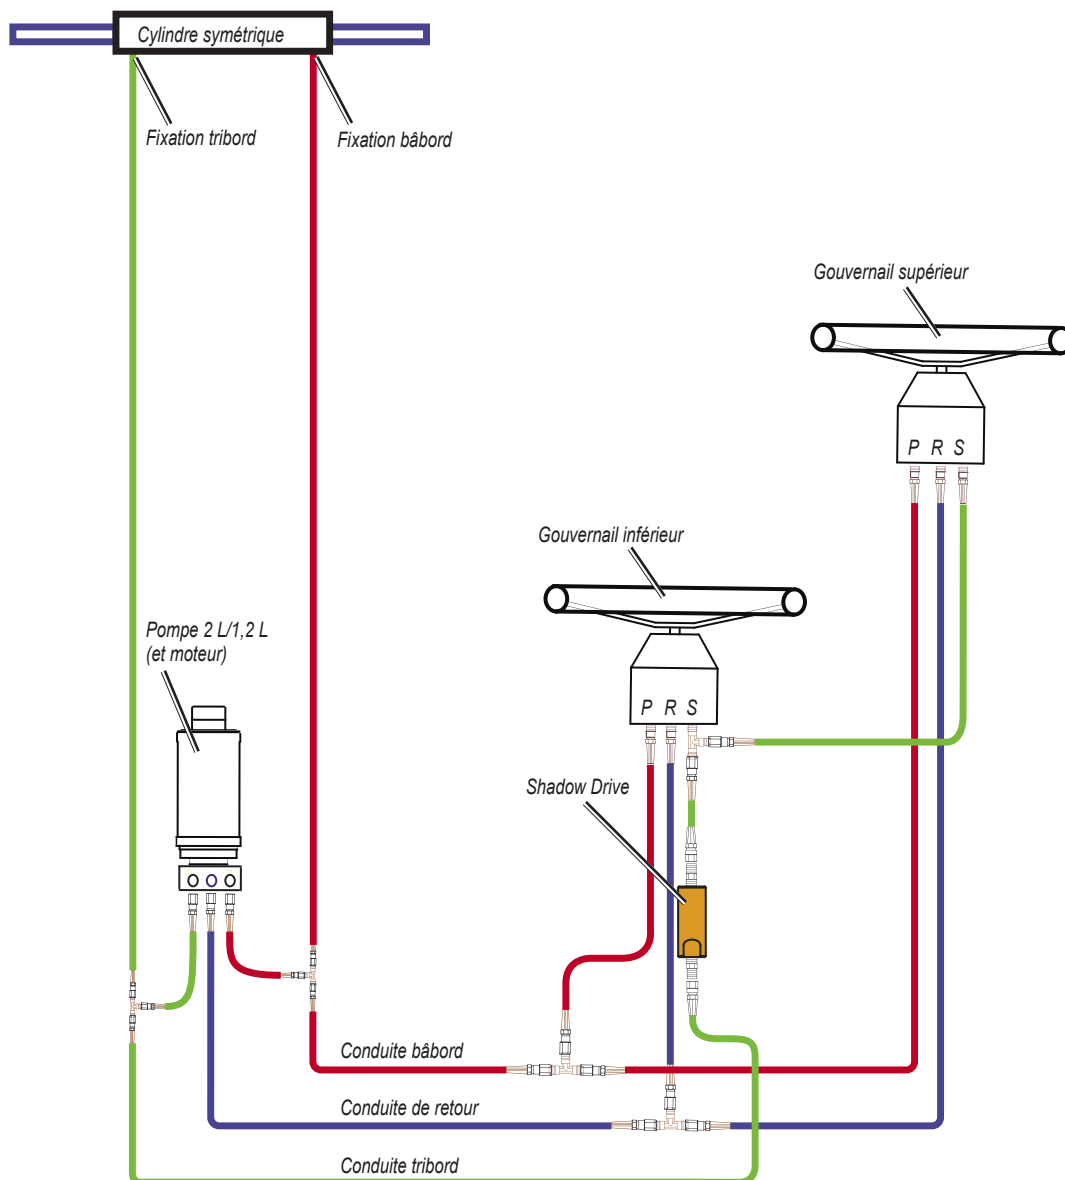 Cylindre symétrique
Fixation tribord
Fixation bâbord
Gouvernail supérieur
P R S
Gouvernail inférieur
Pompe 2 L/1,2 L
(et moteur)
P R S
Shadow Drive
Conduite bâbord
Conduite de retour
Conduite tribord